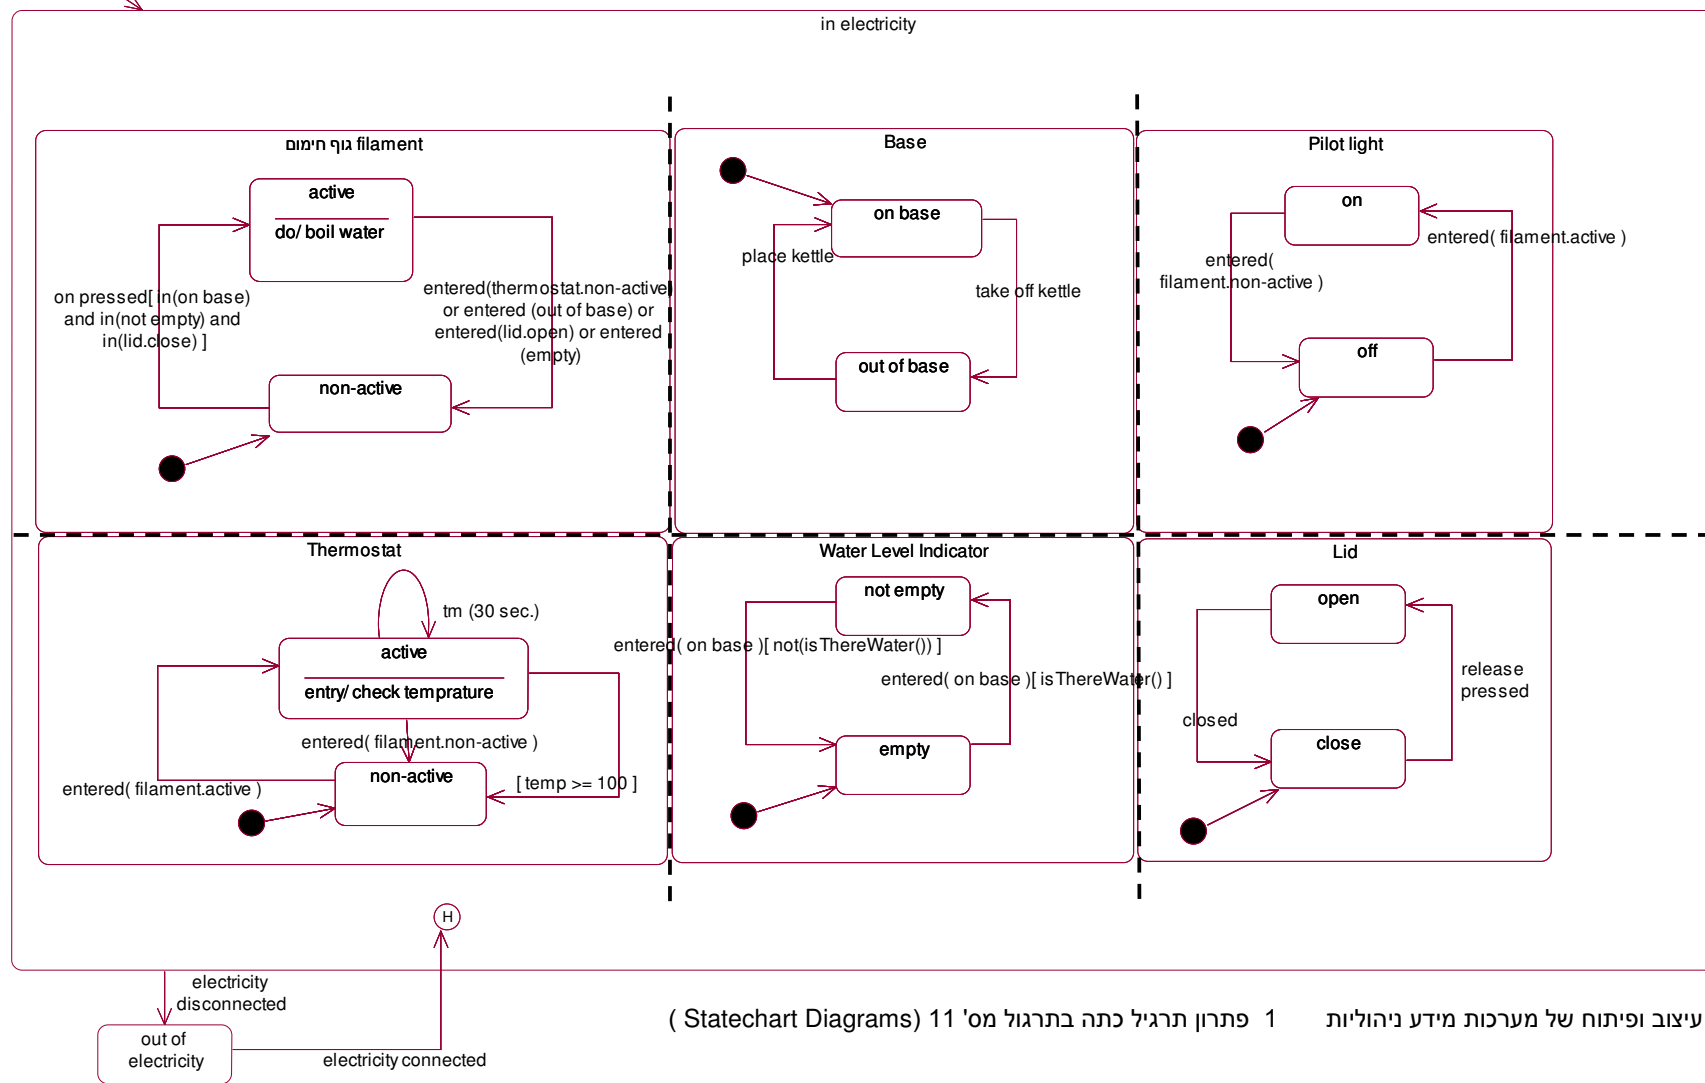 in electricity
גוף חימום filament
active
do/ boil water
on pressed[ in(on base)
and in(not empty) and
in(lid.close) ]
entered(thermostat.non-active)
or entered (out of base) or
entered(lid.open) or entered
(empty)
non-active
Base
on base
place kettle
take off kettle
out of base
Pilot light
on
entered( filament.active )
entered(
filament.non-active )
off
Thermostat
tm (30 sec.)
active
entry/ check temprature
entered( filament.non-active )
non-active
[ temp >= 100 ]
entered( filament.active )
Water Level Indicator
not empty
entered( on base )[ not(isThereWater()) ]
entered( on base )[ isThereWater() ]
empty
Lid
open
release
pressed
closed
close
H
electricity
disconnected
out of
electricity
electricity connected
עיצוב ופיתוח של מערכות מידע ניהוליות 1 פתרון תרגיל כתה בתרגול מס' 11 (Statechart Diagrams )